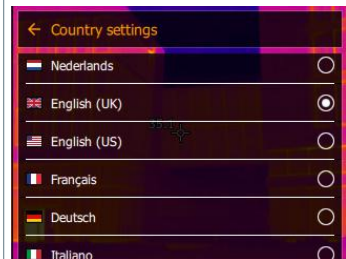 Country settings
Nederlands
English (UK)
English (US)
Français
Deutsch
Italiano